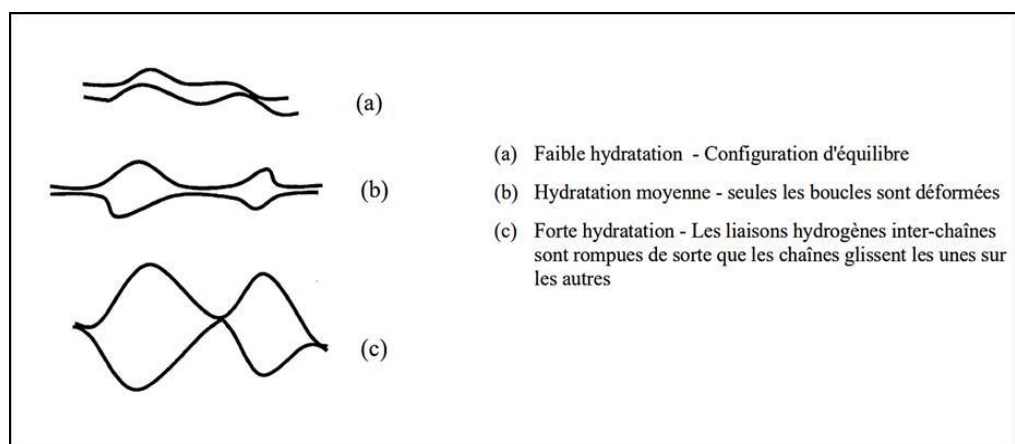 (a)
(b)
(c)
(a) Faible hydratation - Configuration d'équilibre
(b) Hydratation moyenne - seules les boucles sont déformées
(c) Forte hydratation - Les liaisons hydrogènes inter-chaînes
sont rompues de sorte que les chaînes glissent les unes sur
les autres